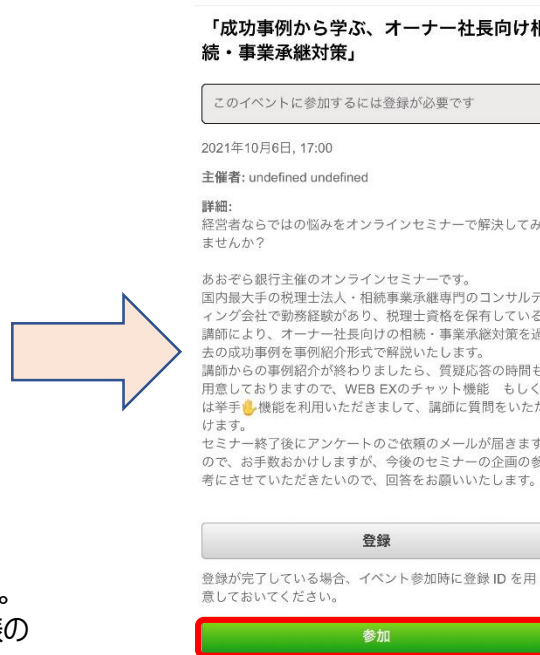 「成功事例から学ぶ、オーナー社長向け相
続・事業承継対策」
このイベントに参加するには登録が必要です
2021年10月6日, 17:00
主催者: undefined undefined
詳細:
経営者ならではの悩みをオンラインセミナーで解決してみ
ませんか？
あおぞら銀行主催のオンラインセミナーです。
国内最大手の税理士法人・相続事業承継専門のコンサルテ
ィング会社で勤務経験があり、税理士資格を保有している
講師により、オーナー社長向けの相続・事業承継対策を過
去の成功事例を事例紹介形式で解説いたします。
講師からの事例紹介が終わりましたら、質疑応答の時間も
用意しておりますので、WEB EXのチャット機能　もしく
は挙手✋機能を利用いただきまして、講師に質問をいただ
けます。
セミナー終了後にアンケートのご依頼のメールが届きます
ので、お手数おかけしますが、今後のセミナーの企画の参
考にさせていただきたいので、回答をお願いいたします。
登録
登録が完了している場合、イベント参加時に登録 ID を用
意しておいてください。
参加
。
の